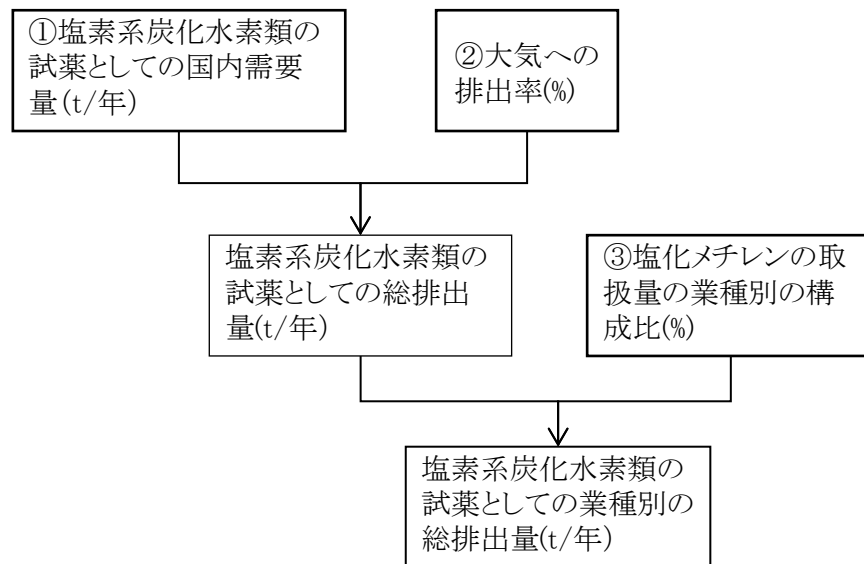 ①塩素系炭化水素類の
試薬としての国内需要
量(t/年)
②大気への
排出率(%)
塩素系炭化水素類の
試薬としての総排出
量(t/年)
③塩化メチレンの取
扱量の業種別の構
成比(%)
塩素系炭化水素類の
試薬としての業種別の
総排出量(t/年)